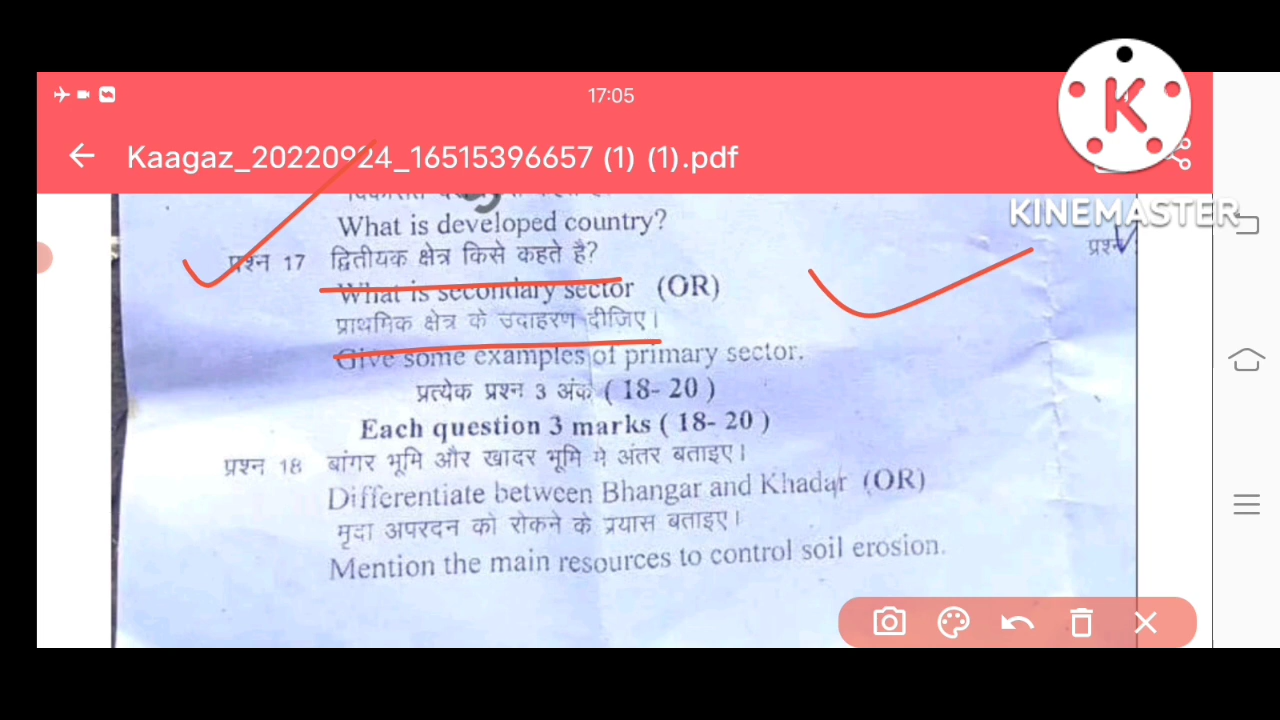 17:05
Kaagaz_20220924_16515396657 (1) (1).pdf
K
KINEMASTER
What is developed country?
प्रश्न 17 द्वितीयक क्षेत्र किसे कहते है?
What is secondary sector (OR)
प्राथमिक क्षेत्र के उदाहरण दीजिए।
Give some examples of primary sector.
प्रत्येक प्रश्न 3 अंक ( 18- 20 )
Each question 3 marks ( 18- 20 )
प्रश्न 18 बांगर भूमि और खादर भूमि मे अंतर बताइए।
Differentiate between Bhangar and Khadar (OR)
मृदा अपरदन को रोकने के प्रयास बताइए।
Mention the main resources to control soil erosion.
प्रश्न